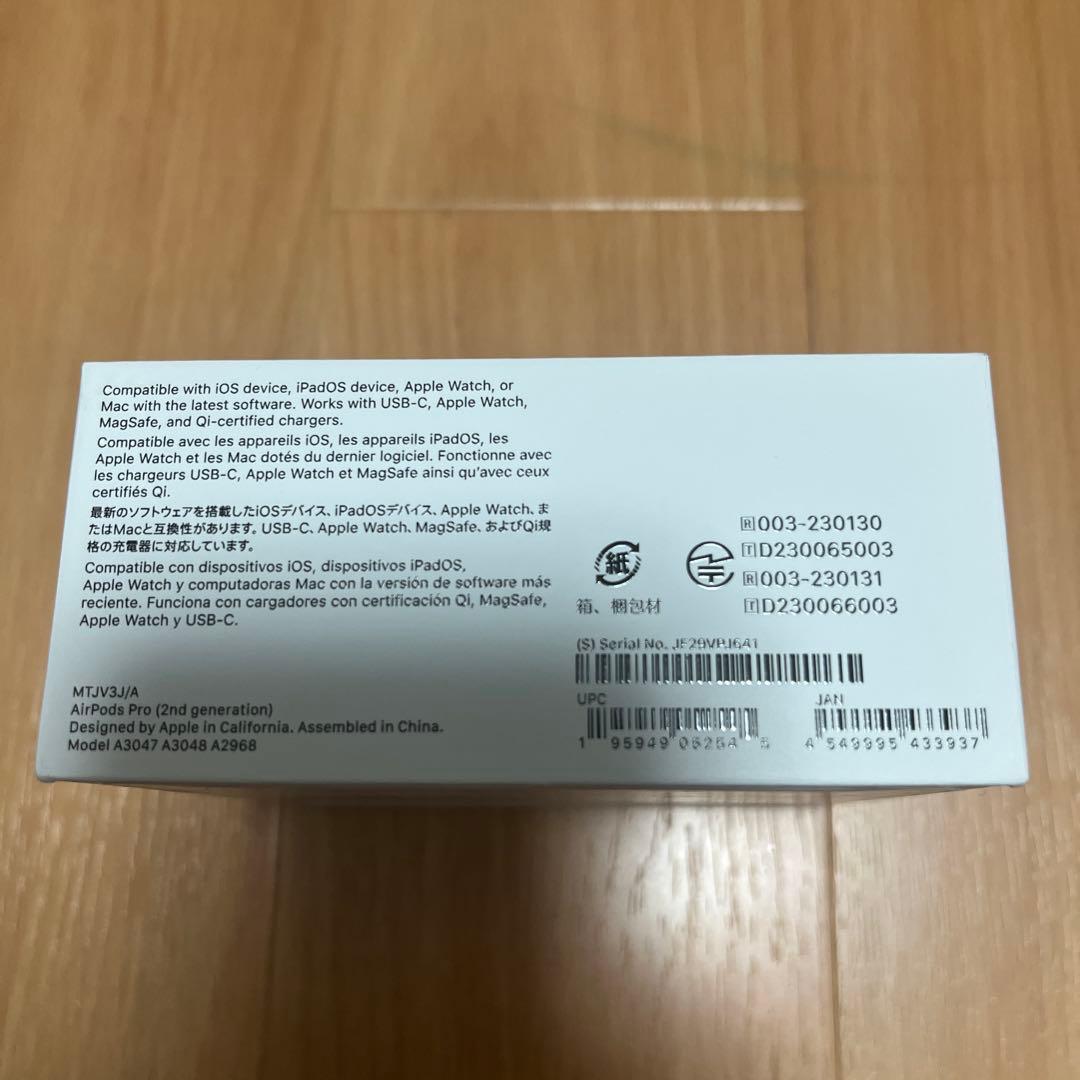 Compatible with iOS device, iPadOS device, Apple Watch, or
Mac with the latest software. Works with USB-C, Apple Watch,
MagSafe, and Qi-certified chargers.
Compatible avec les appareils iOS, les appareils iPadOS, les
Apple Watch et les Mac dotés du dernier logiciel. Fonctionne avec
les chargeurs USB-C, Apple Watch et MagSafe ainsi qu'avec ceux
certifiés Qi.
最新のソフトウェアを搭載したiOSデバイス、iPadOSデバイス、Apple Watch、ま
たはMacと互換性があります。USB-C、Apple Watch、MagSafe、およびQi規
格の充電器に対応しています。
Compatible con dispositivos iOS, dispositivos iPadOS,
Apple Watch y computadoras Mac con la versión de software más
reciente. Funciona con cargadores con certificación Qi, MagSafe,
Apple Watch y USB-C.
MTJV3J/A
AirPods Pro (2nd generation)
Designed by Apple in California. Assembled in China.
Model A3047 A3048 A2968
紙
箱、梱包材
R 003-230130
T D230065003
R 003-230131
T D230066003
(S) Serial No.
UPC
1 95949 05254 5
JAN
4 549995 433937